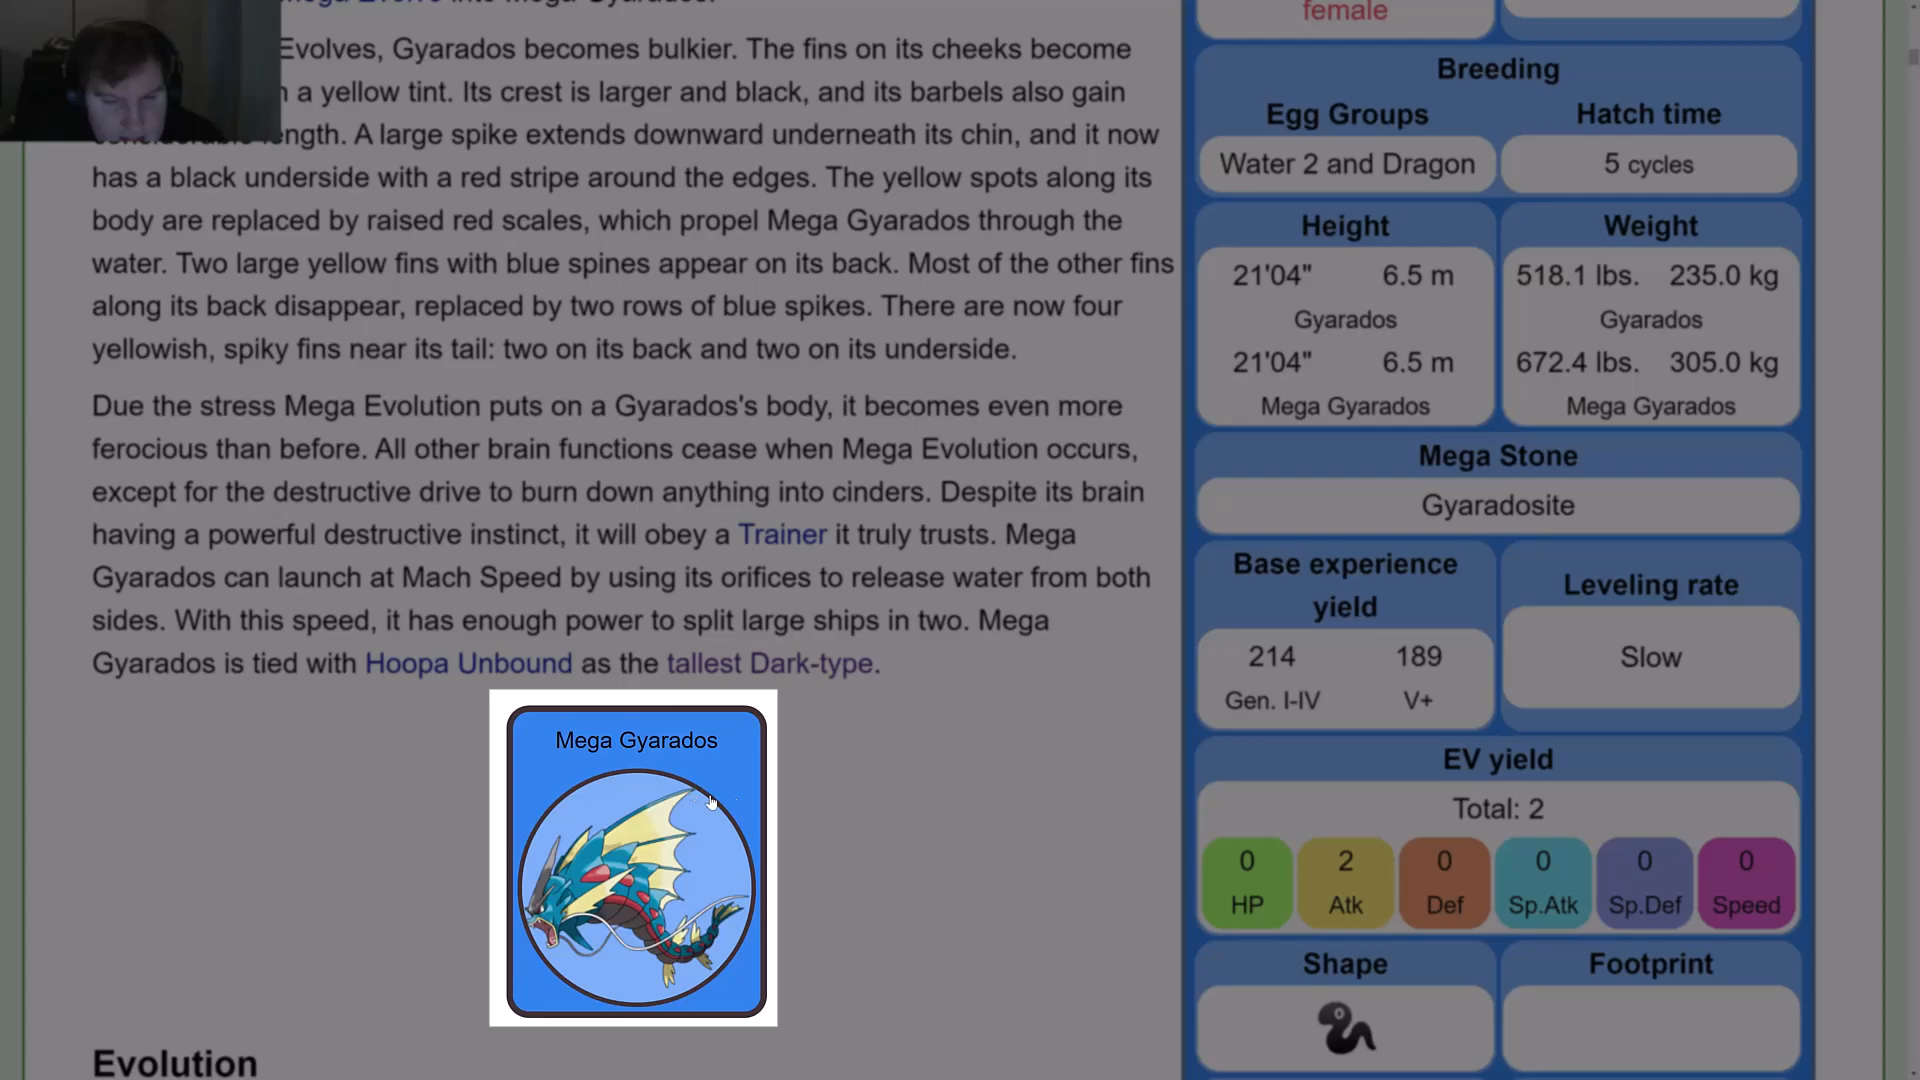 Evolves, Gyarados becomes bulkier. The fins on its cheeks become
a yellow tint. Its crest is larger and black, and its barbels also gain
length. A large spike extends downward underneath its chin, and it now
has a black underside with a red stripe around the edges. The yellow spots along its
body are replaced by raised red scales, which propel Mega Gyarados through the
water. Two large yellow fins with blue spines appear on its back. Most of the other fins
along its back disappear, replaced by two rows of blue spikes. There are now four
yellowish, spiky fins near its tail: two on its back and two on its underside.
Due the stress Mega Evolution puts on a Gyarados's body, it becomes even more
ferocious than before. All other brain functions cease when Mega Evolution occurs,
except for the destructive drive to burn down anything into cinders. Despite its brain
having a powerful destructive instinct, it will obey a Trainer it truly trusts. Mega
Gyarados can launch at Mach Speed by using its orifices to release water from both
sides. With this speed, it has enough power to split large ships in two. Mega
Gyarados is tied with Hoopa Unbound as the tallest Dark-type.
Mega Gyarados
Evolution
female
Breeding
Egg Groups
Water 2 and Dragon
Hatch time
5 cycles
Height
21'04" 6.5 m
Gyarados
21'04" 6.5 m
Mega Gyarados
Weight
518.1 lbs. 235.0 kg
Gyarados
672.4 lbs. 305.0 kg
Mega Gyarados
Mega Stone
Gyaradosite
Base experience
yield
214 189
Gen. I-IV V+
Leveling rate
Slow
EV yield
Total: 2
0 2 0 0 0 0
HP Atk Def Sp.Atk Sp.Def Speed
Shape
Footprint